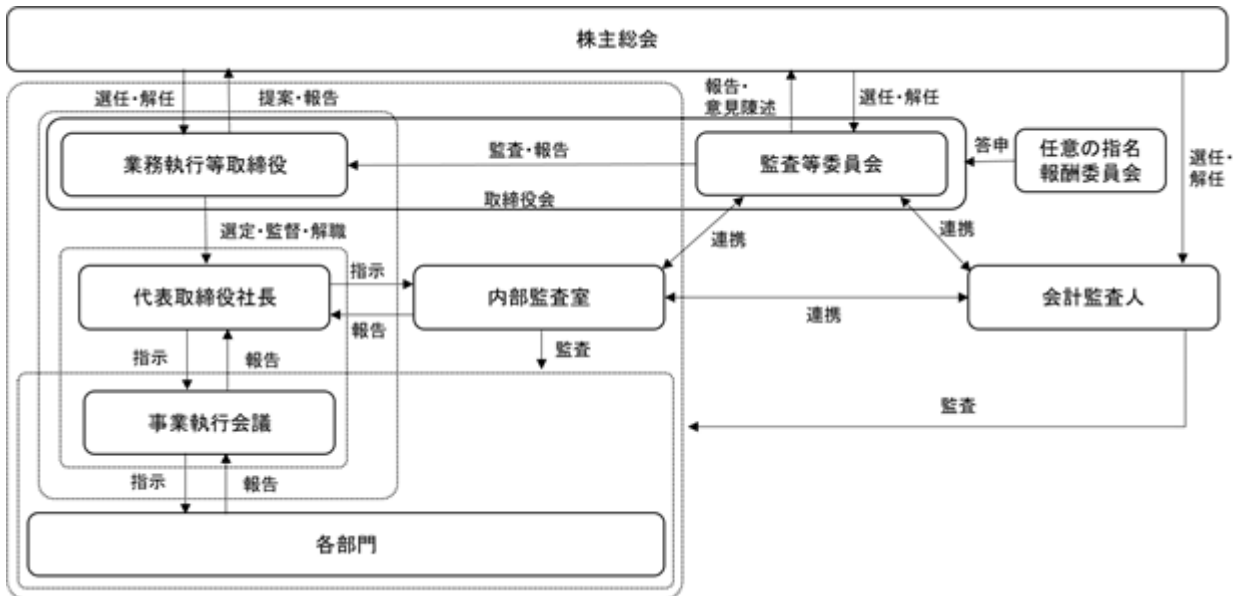 株主総会
選任・解任
提案・報告
報告・
意見陳述
選任・解任
選任・
解任
業務執行等取締役
監査・報告
監査等委員会
答申
任意の指名
報酬委員会
取締役会
選定・監督・解職
連携
連携
代表取締役社長
指示
報告
内部監査室
連携
会計監査人
指示
報告
監査
監査
事業執行会議
指示
報告
各部門